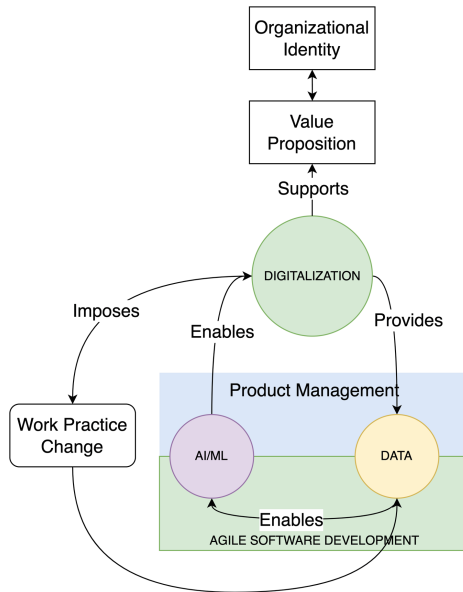 Organizational
Identity
Value
Proposition
Supports
DIGITALIZATION
Imposes
Enables
Provides
Product Management
Work Practice
Change
AI/ML
DATA
Enables
AGILE SOFTWARE DEVELOPMENT